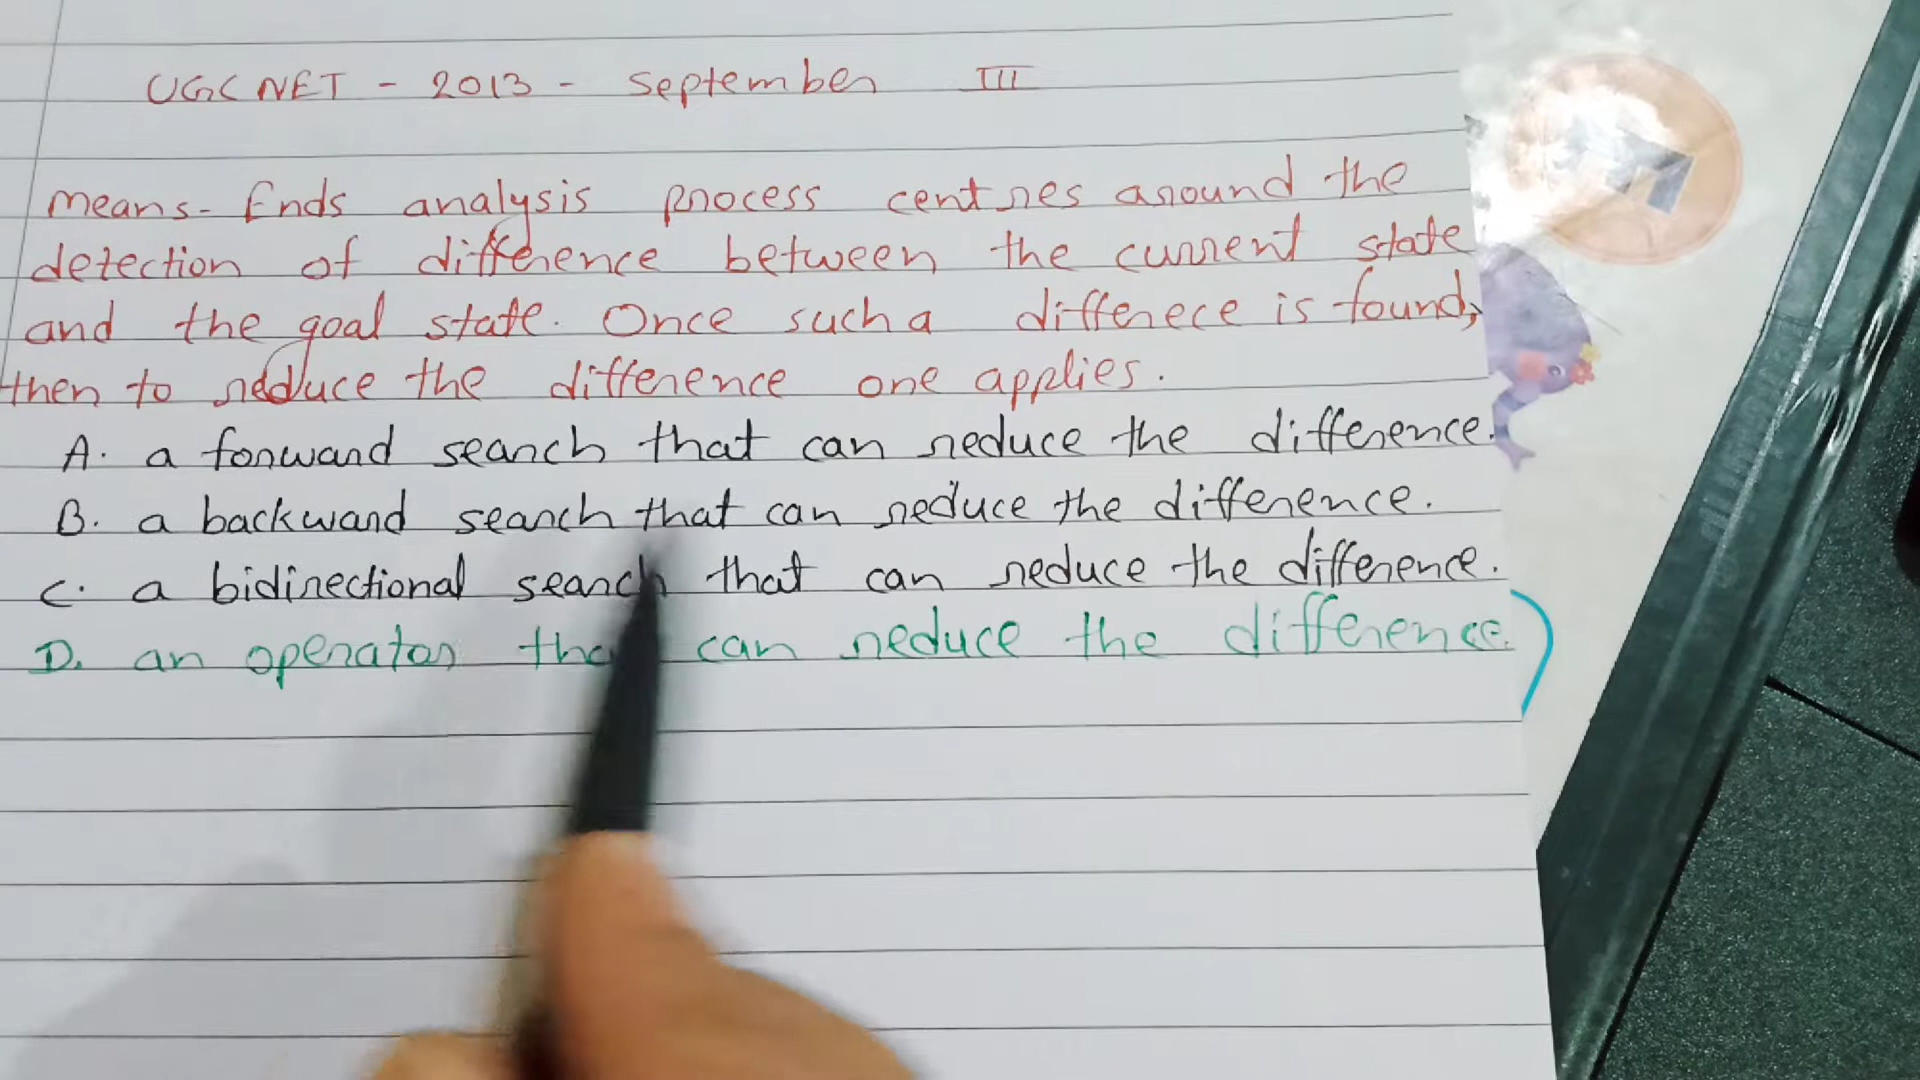 UGC NET - 2013 - September III
means - Ends analysis process centres around the
detection of difference between the current state
and the goal state. Once such a differece is found,
then to reduce the difference one applies.
A. a forward search that can reduce the difference.
B. a backward search that can reduce the difference.
C. a bidirectional search that can reduce the difference.
D. an operator tha can reduce the difference.